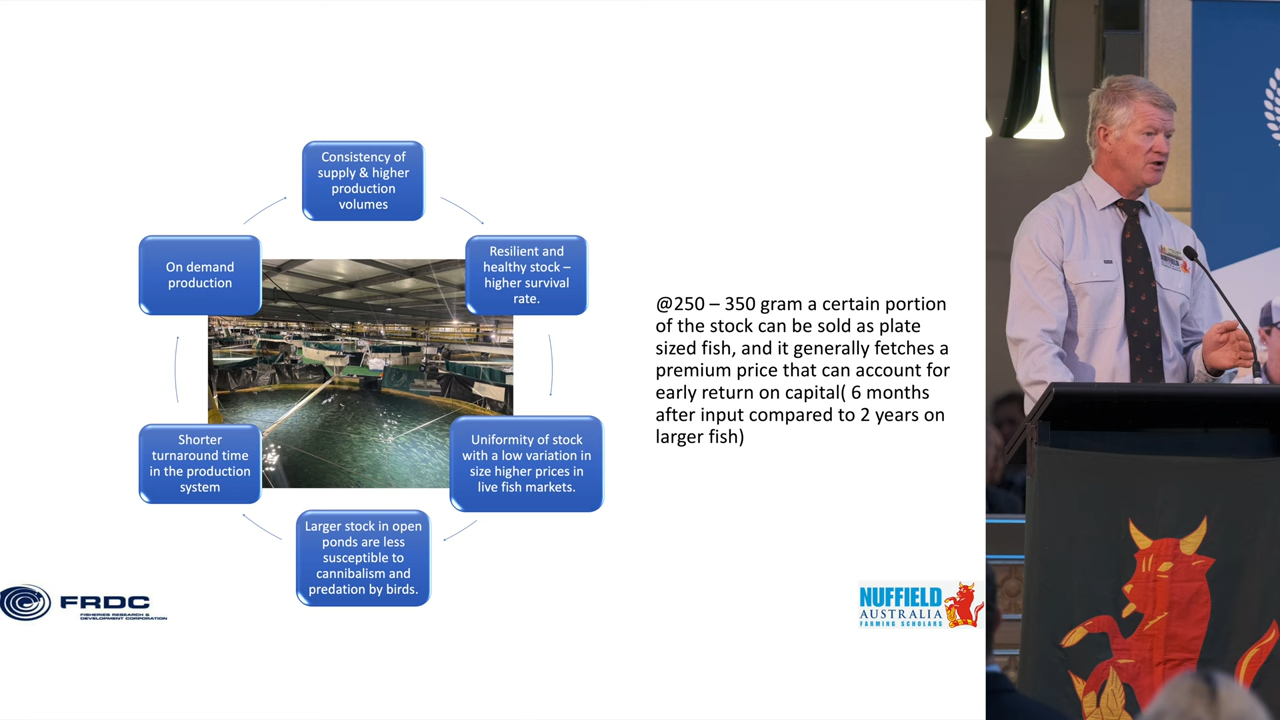 Consistency of
supply & higher
production
volumes
Resilient and
healthy stock –
higher survival
rate.
Uniformity of stock
with a low variation in
size higher prices in
live fish markets.
Larger stock in open
ponds are less
susceptible to
cannibalism and
predation by birds.
Shorter
turnaround time
in the production
system
On demand
production
@250 – 350 gram a certain portion
of the stock can be sold as plate
sized fish, and it generally fetches a
premium price that can account for
early return on capital( 6 months
after input compared to 2 years on
larger fish)
FRDC
FISHERIES RESEARCH &
DEVELOPMENT CORPORATION
NUFFIELD
AUSTRALIA
FARMING SCHOLARS
NUFFIELD